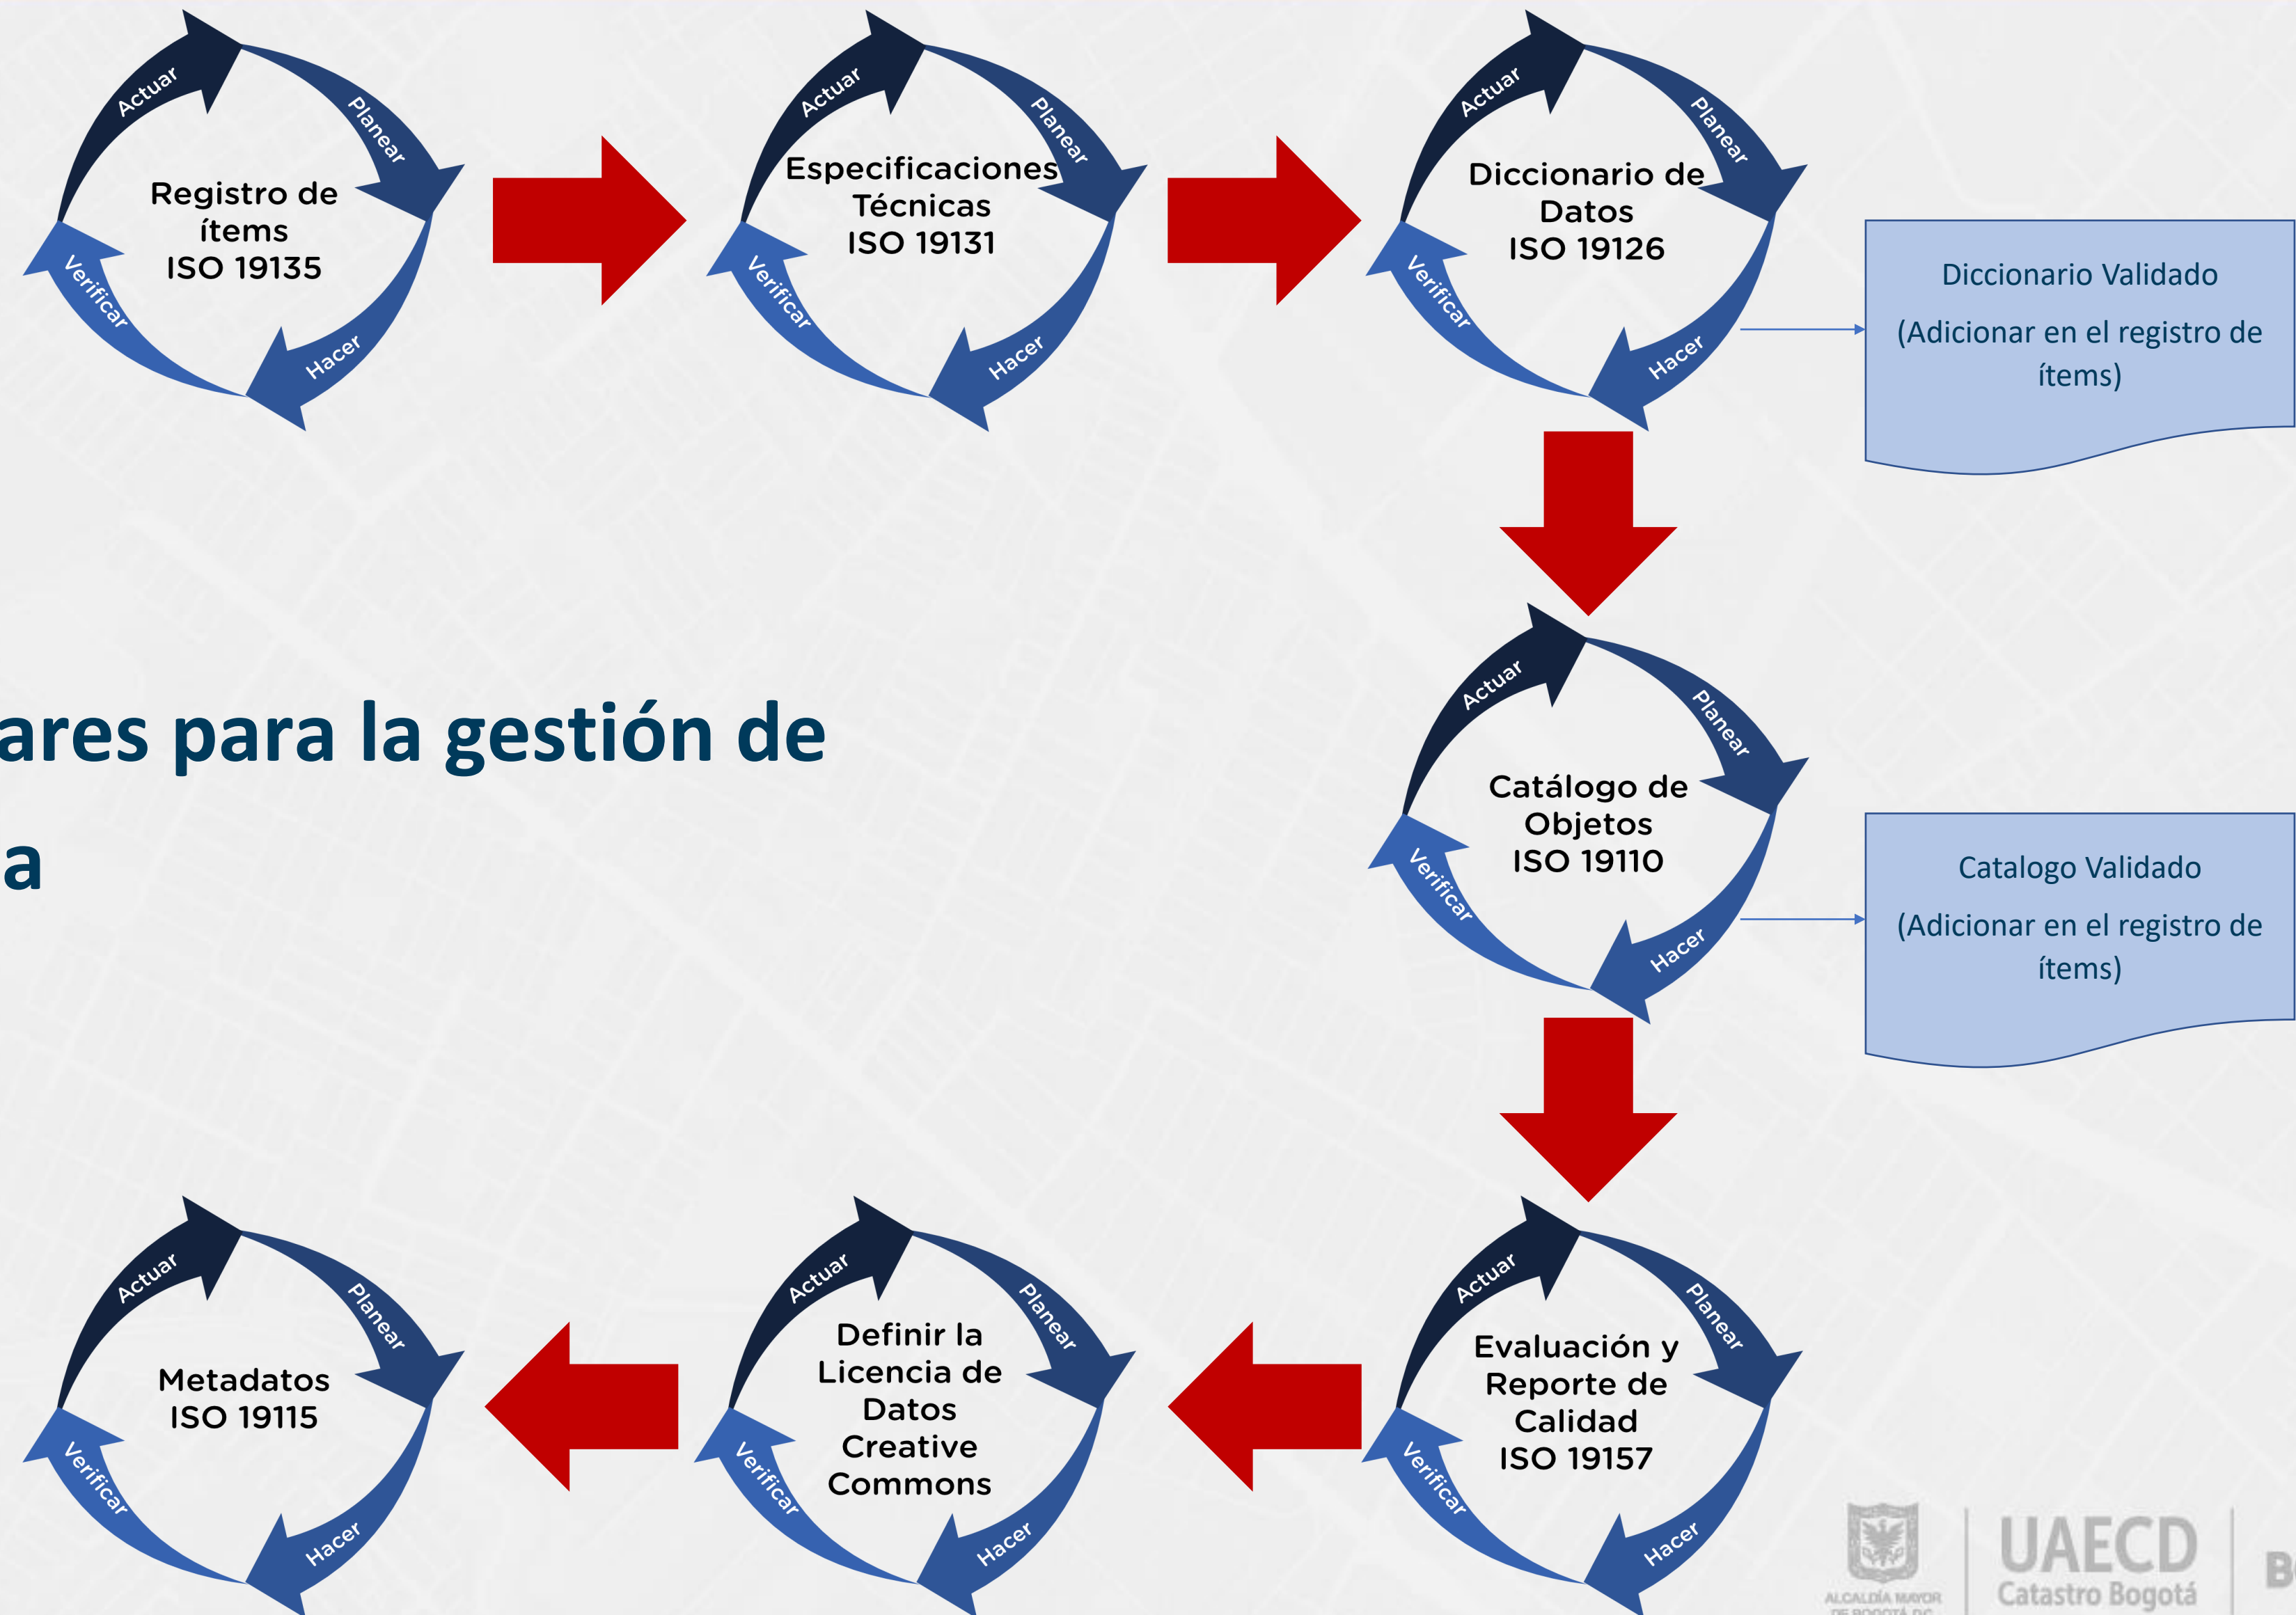 Actuar
Planear
Registro de
ítems
ISO 19135
Verificar
Hacer
Actuar
Planear
Especificaciones
Técnicas
ISO 19131
Verificar
Hacer
Actuar
Planear
Diccionario de
Datos
ISO 19126
Verificar
Hacer
Diccionario Validado
(Adicionar en el registro de
ítems)
ares para la gestión de
a
Actuar
Planear
Catálogo de
Objetos
ISO 19110
Verificar
Hacer
Catalogo Validado
(Adicionar en el registro de
ítems)
Actuar
Planear
Metadatos
ISO 19115
Verificar
Hacer
Actuar
Planear
Definir la
Licencia de
Datos
Creative
Commons
Verificar
Hacer
Actuar
Planear
Evaluación y
Reporte de
Calidad
ISO 19157
Verificar
Hacer
ALCALDÍA MAYOR
DE BOGOTÁ D.C.
UAECD
Catastro Bogotá